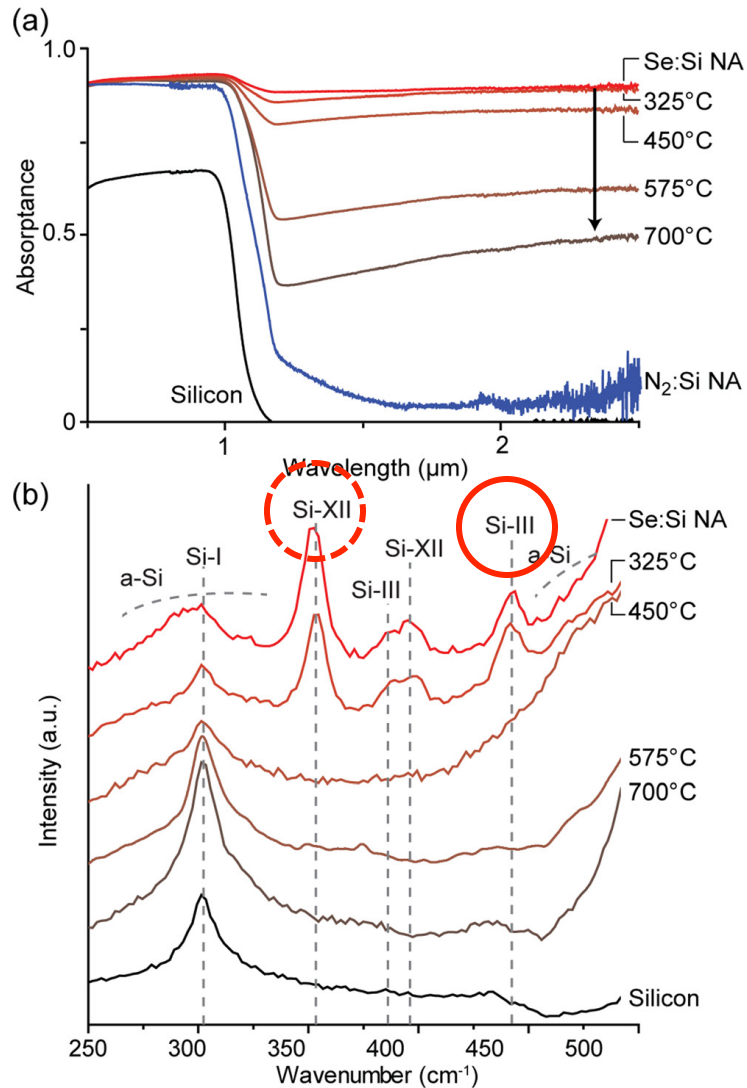 (a)
1.0
Se:Si NA
325°C
450°C
575°C
0.5
700°C
Absorptance
Silicon
N2:Si NA
0
1
2
Wavelength (μm)
(b)
Si-XII
Si-III
Se:Si NA
a-Si
Si-I
Si-XII
a-Si
325°C
Si-III
450°C
Intensity (a.u.)
575°C
700°C
Silicon
250
300
350
400
450
500
Wavenumber (cm-1)